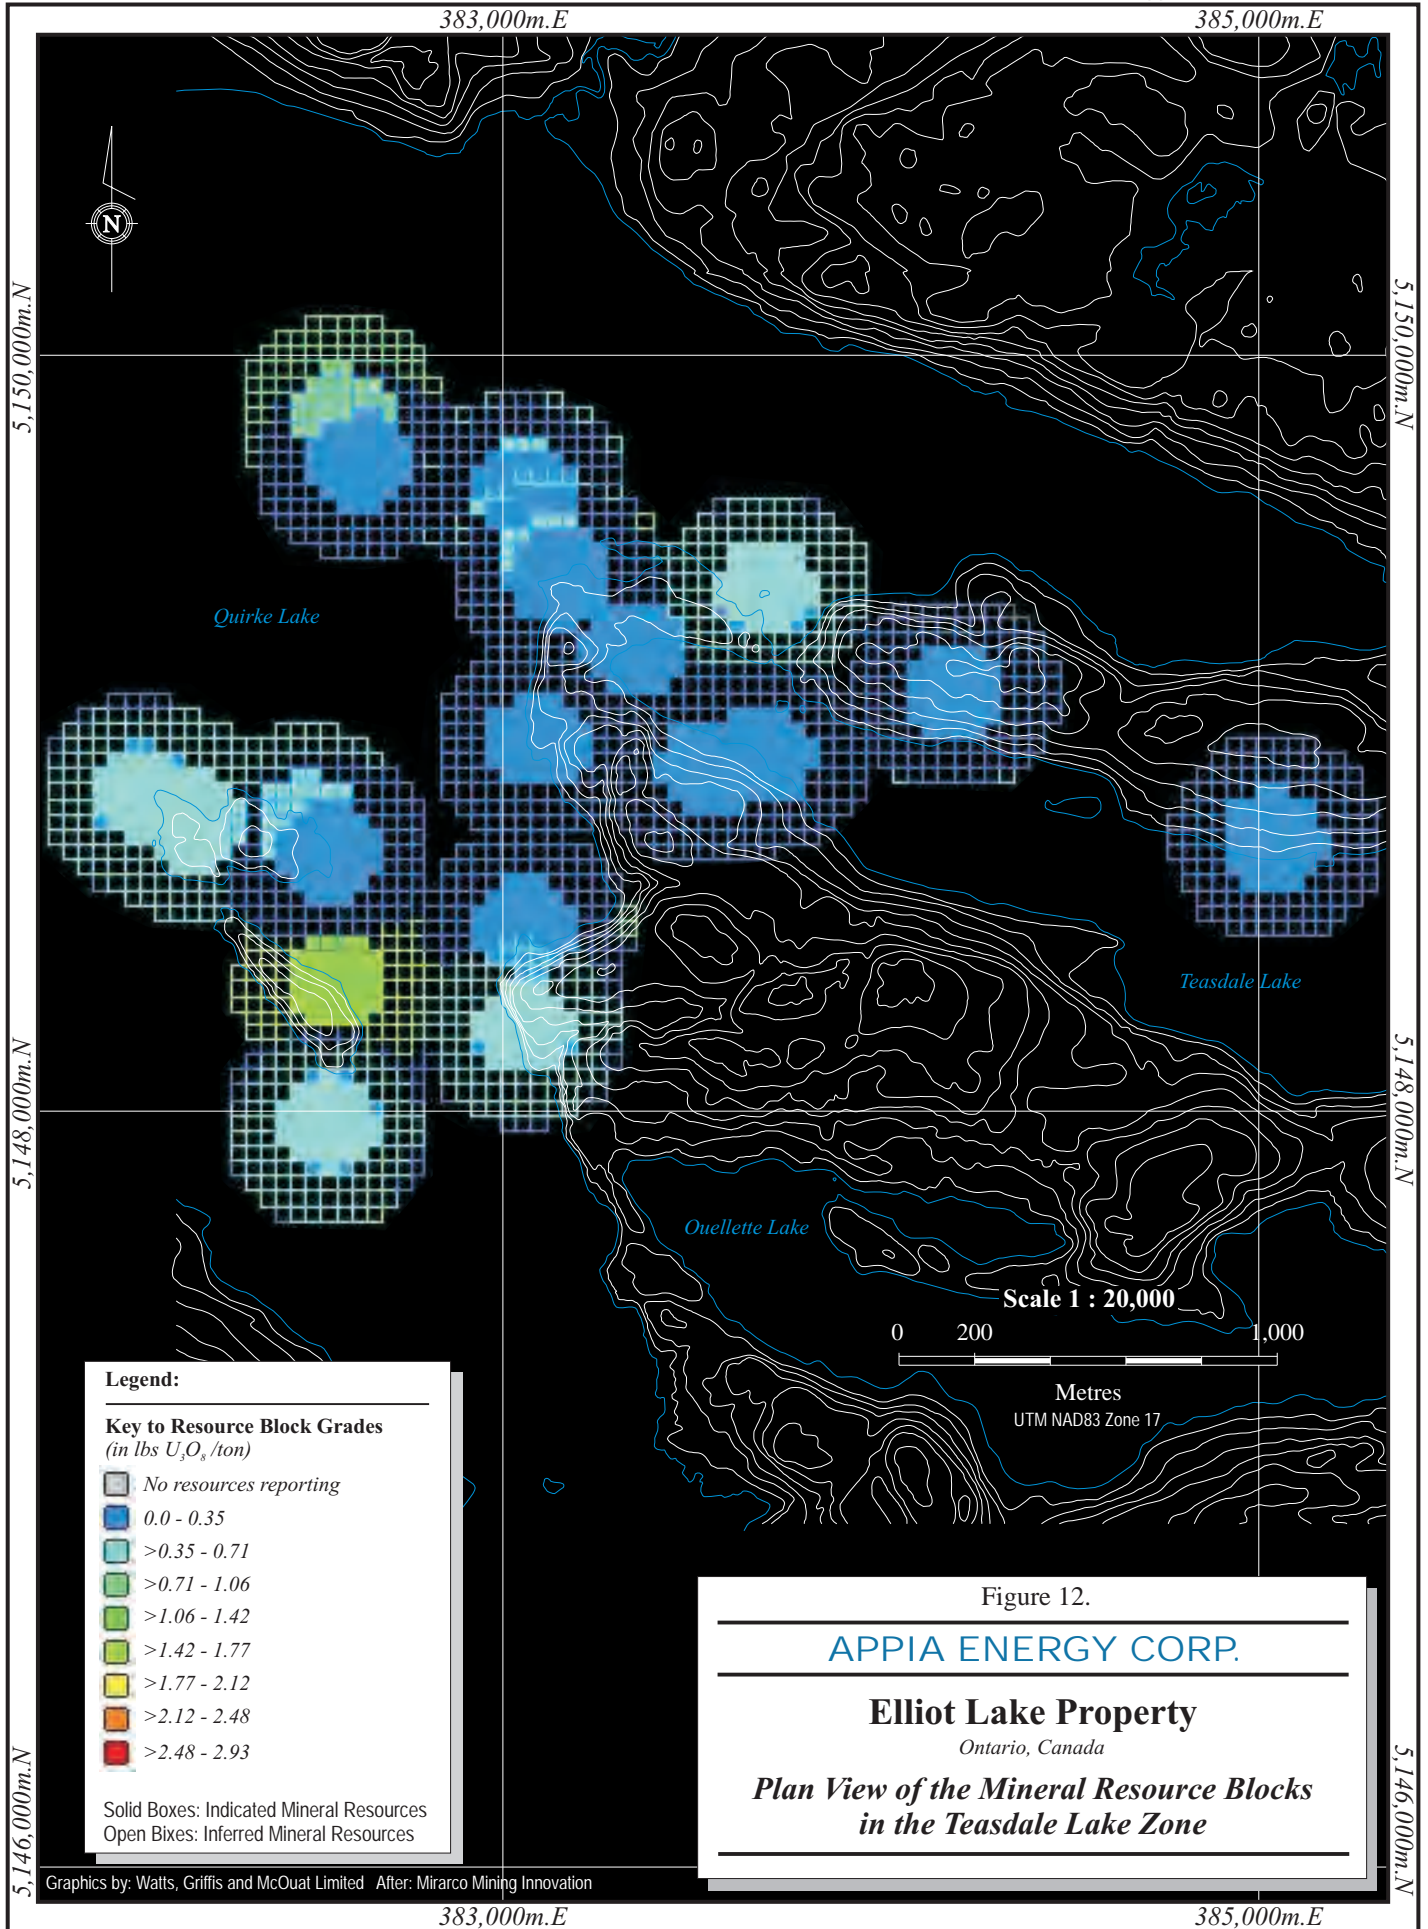 383,000m.E
385,000m.E
N
5,150,000m.N
5,150,000m.N
Quirke Lake
Teasdale Lake
5,148,000m.N
5,148,000m.N
Ouellette Lake
Scale 1 : 20,000
0 200 1,000
Metres
UTM NAD83 Zone 17
Legend:
Key to Resource Block Grades
(in lbs U₃O₈ /ton)
No resources reporting
0.0 - 0.35
>0.35 - 0.71
>0.71 - 1.06
>1.06 - 1.42
>1.42 - 1.77
>1.77 - 2.12
>2.12 - 2.48
>2.48 - 2.93
Solid Boxes: Indicated Mineral Resources
Open Bixes: Inferred Mineral Resources
Figure 12.
APPIA ENERGY CORP.
Elliot Lake Property
Ontario, Canada
Plan View of the Mineral Resource Blocks
in the Teasdale Lake Zone
5,146,000m.N
5,146,000m.N
Graphics by: Watts, Griffis and McOuat Limited After: Mirarco Mining Innovation
383,000m.E
385,000m.E